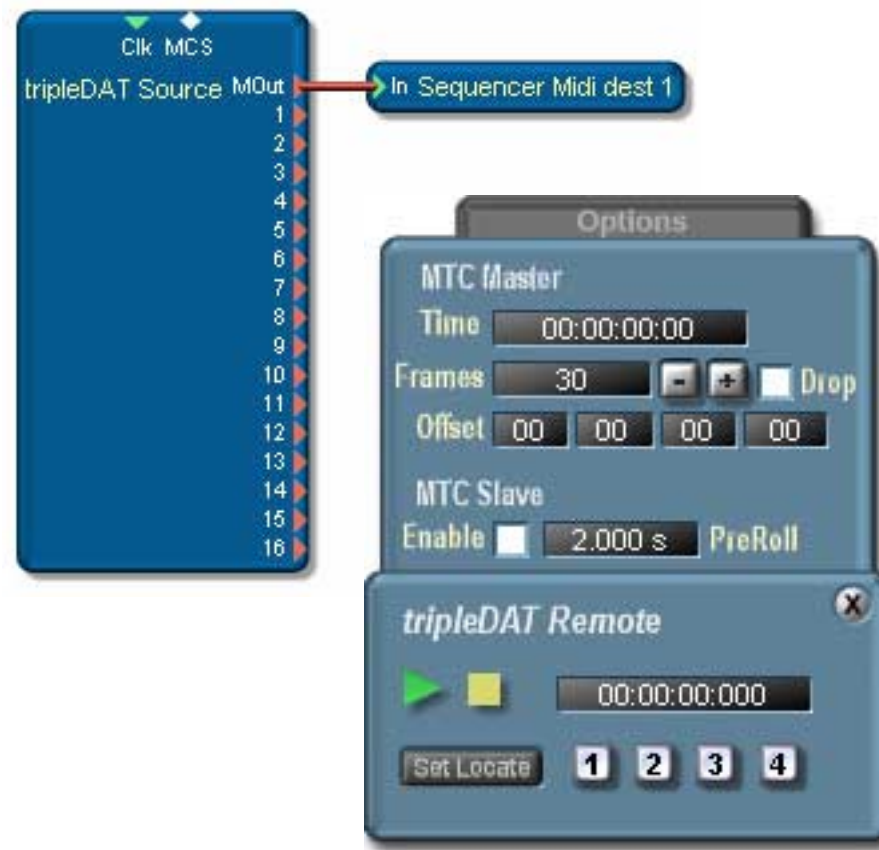 Clk MCS
tripleDAT Source MOut
1
2
3
4
5
6
7
8
9
10
11
12
13
14
15
16
In Sequencer Midi dest 1
Options
MTC Master
Time 00:00:00:00
Frames 30 - + Drop
Offset 00 00 00 00
MTC Slave
Enable 2.000 s PreRoll
tripleDAT Remote X
00:00:00:000
Set Locate 1 2 3 4